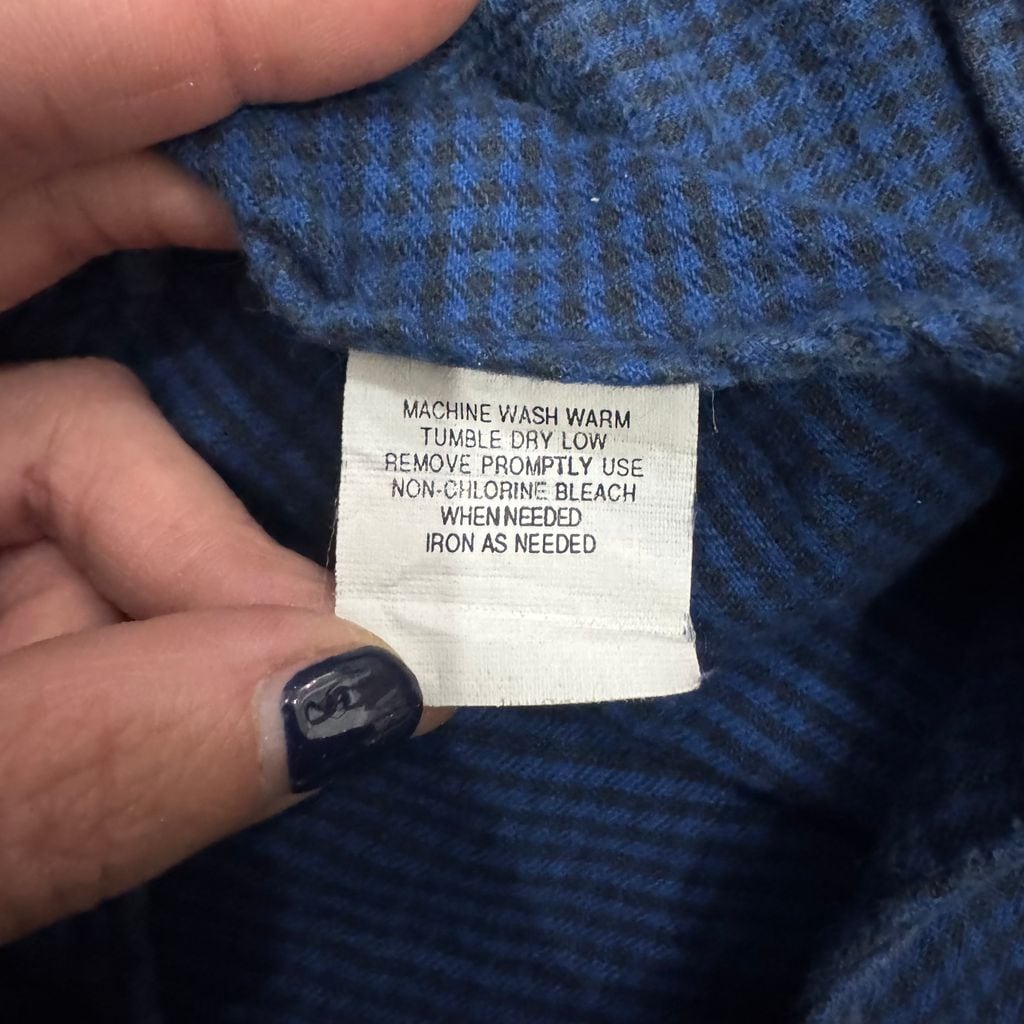 MACHINE WASH WARM
TUMBLE DRY LOW
REMOVE PROMPTLY USE
NON-CHLORINE BLEACH
WHEN NEEDED
IRON AS NEEDED